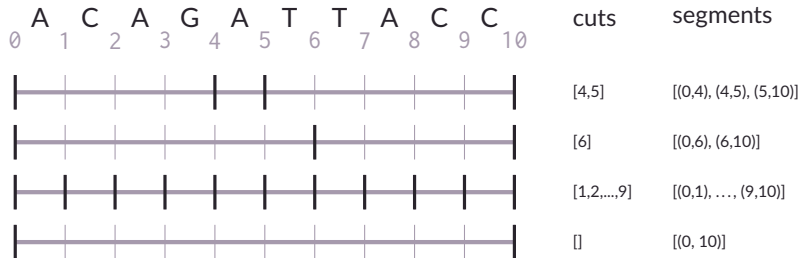 A C A G A T T A C C cuts segments
0 1 2 3 4 5 6 7 8 9 10
[4,5] [(0,4), (4,5), (5,10)]
[6] [(0,6), (6,10)]
[1,2,...,9] [(0,1), ..., (9,10)]
[] [(0, 10)]